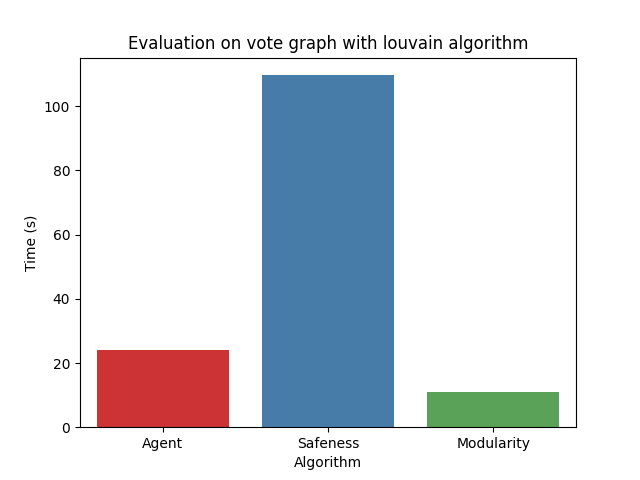 Evaluation on vote graph with louvain algorithm
Time (s)
100
80
60
40
20
0
Agent
Safeness
Modularity
Algorithm